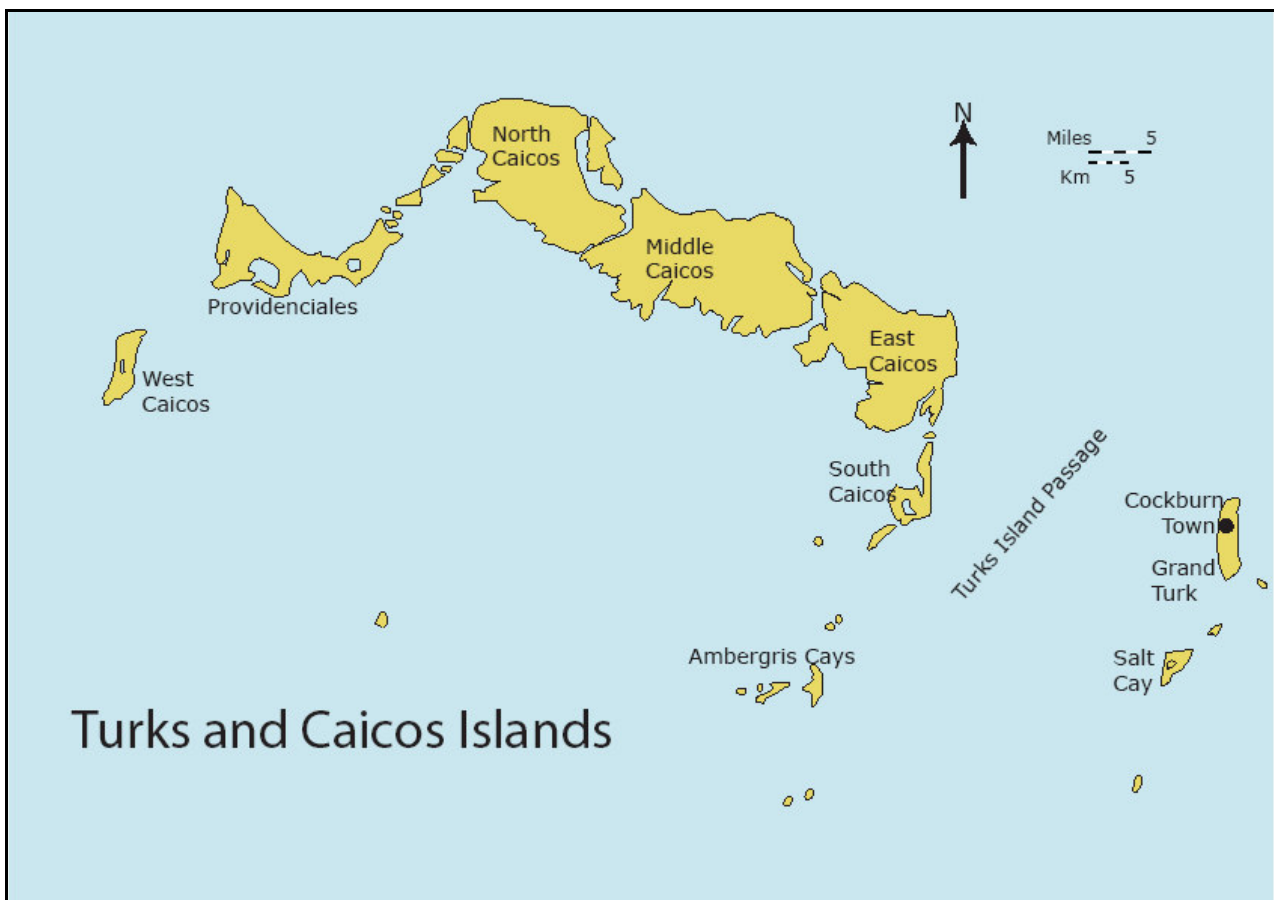 North
Caicos
N
Miles 5
Km 5
Middle
Caicos
Providenciales
East
Caicos
West
Caicos
South
Caicos
Turks Island Passage
Cockburn
Town
Grand
Turk
Ambergris Cays
Salt
Cay
Turks and Caicos Islands